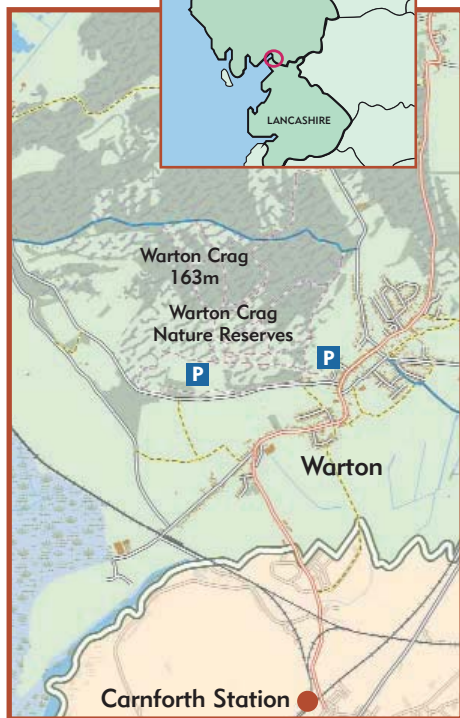 LANCASHIRE
Warton Crag
163m
Warton Crag
Nature Reserves
P
P
Warton
Carnforth Station